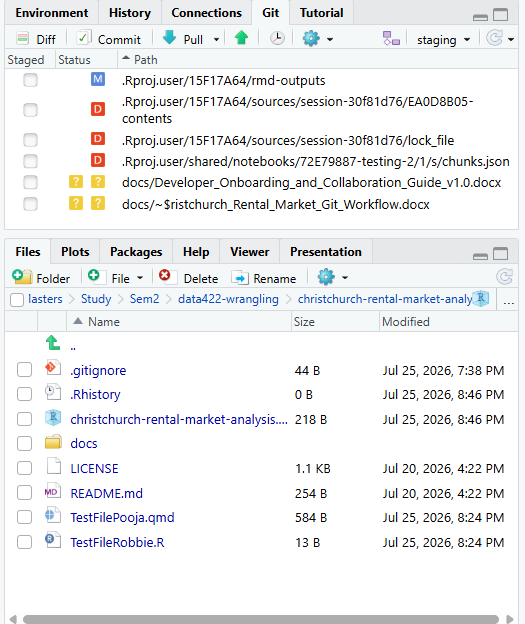 Environment History Connections Git Tutorial
Diff Commit Pull staging
Staged Status Path
M .Rproj.user/15F17A64/rmd-outputs
D .Rproj.user/15F17A64/sources/session-30f81d76/EA0D8B05-
contents
D .Rproj.user/15F17A64/sources/session-30f81d76/lock_file
D .Rproj.user/shared/notebooks/72E79887-testing-2/1/s/chunks.json
? ? docs/Developer_Onboarding_and_Collaboration_Guide_v1.0.docx
? ? docs/~$ristchurch_Rental_Market_Git_Workflow.docx
Files Plots Packages Help Viewer Presentation
Folder File Delete Rename
lasters Study Sem2 data422-wrangling christchurch-rental-market-analy R ...
Name Size Modified
..
.gitignore 44 B Jul 25, 2026, 7:38 PM
.Rhistory 0 B Jul 25, 2026, 8:46 PM
christchurch-rental-market-analysis.... 218 B Jul 25, 2026, 8:46 PM
docs
LICENSE 1.1 KB Jul 20, 2026, 4:22 PM
MD README.md 254 B Jul 20, 2026, 4:22 PM
TestFilePooja.qmd 584 B Jul 25, 2026, 8:24 PM
TestFileRobbie.R 13 B Jul 25, 2026, 8:24 PM